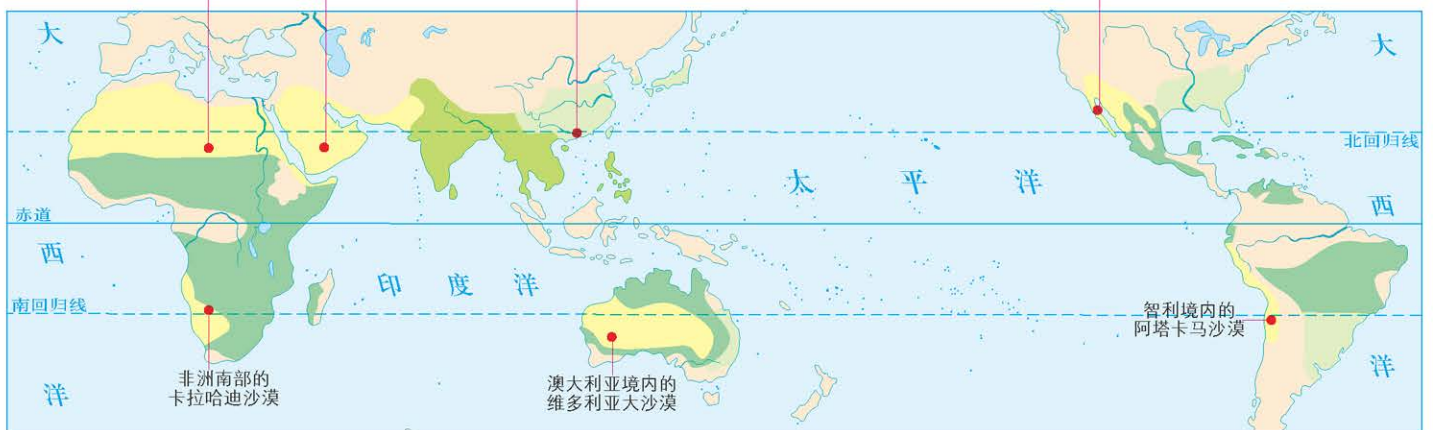 大
大
北回归线
太平洋
赤道
西
西
印度洋
南回归线
智利境内的
阿塔卡马沙漠
非洲南部的
卡拉哈迪沙漠
澳大利亚境内的
维多利亚大沙漠
洋
洋